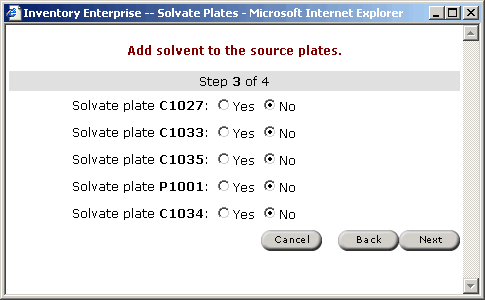 Inventory Enterprise -- Solvate Plates - Microsoft Internet Explorer
Add solvent to the source plates.
Step 3 of 4
Solvate plate C1027: Yes No
Solvate plate C1033: Yes No
Solvate plate C1035: Yes No
Solvate plate P1001: Yes No
Solvate plate C1034: Yes No
Cancel Back Next